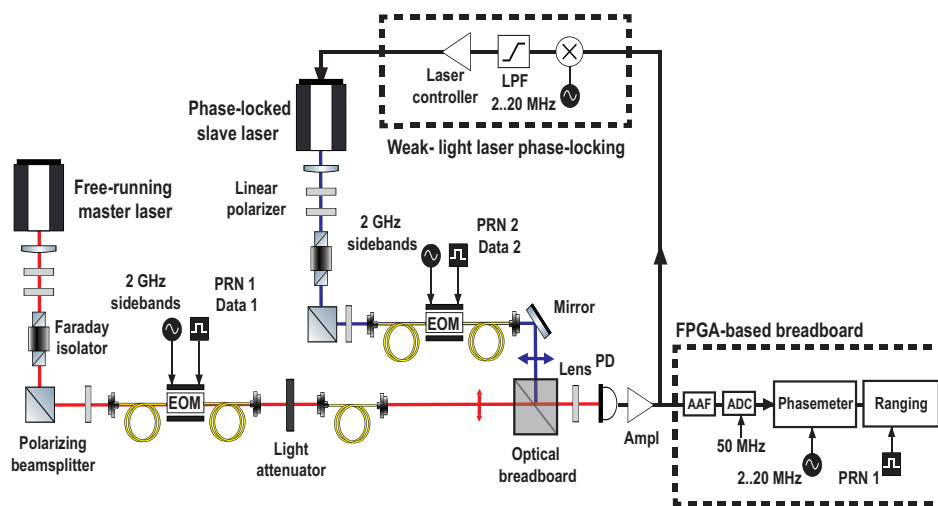 Laser
controller
LPF
2..20 MHz
Weak- light laser phase-locking
Phase-locked
slave laser
Free-running
master laser
Linear
polarizer
2 GHz
sidebands
PRN 2
Data 2
EOM
Mirror
2 GHz
sidebands
PRN 1
Data 1
Faraday
isolator
EOM
Polarizing
beamsplitter
Light
attenuator
Lens
PD
Ampl
Optical
breadboard
FPGA-based breadboard
AAF
ADC
Phasemeter
Ranging
50 MHz
2..20 MHz
PRN 1